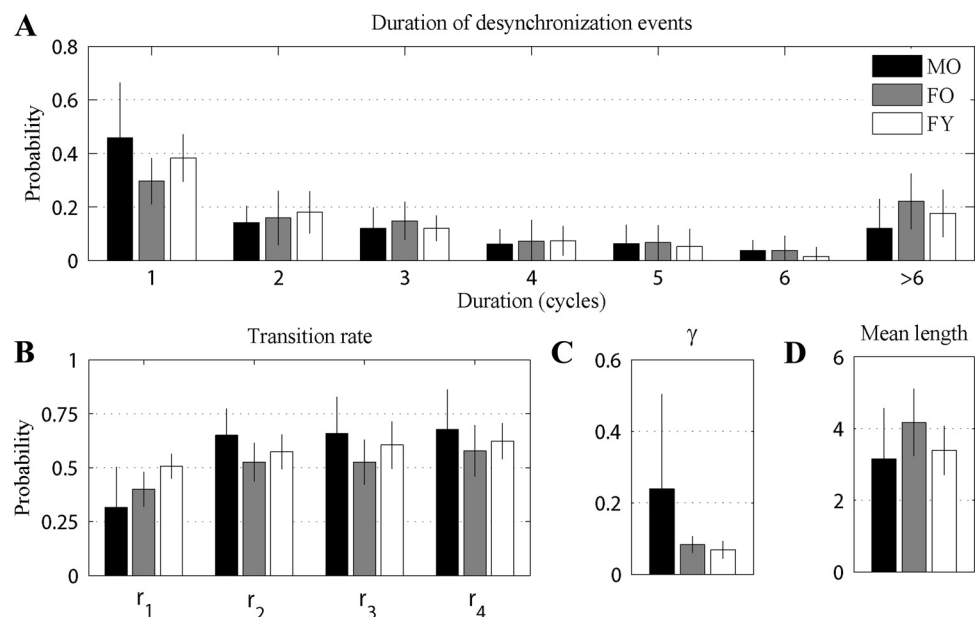 A
Duration of desynchronization events
0.8
0.6
0.4
0.2
0
Probability
MO
FO
FY
1 2 3 4 5 6 >6
Duration (cycles)
B
Transition rate
1
0.75
0.5
0.25
0
Probability
r1 r2 r3 r4
C
γ
0.6
0.4
0.2
0
D
Mean length
6
4
2
0